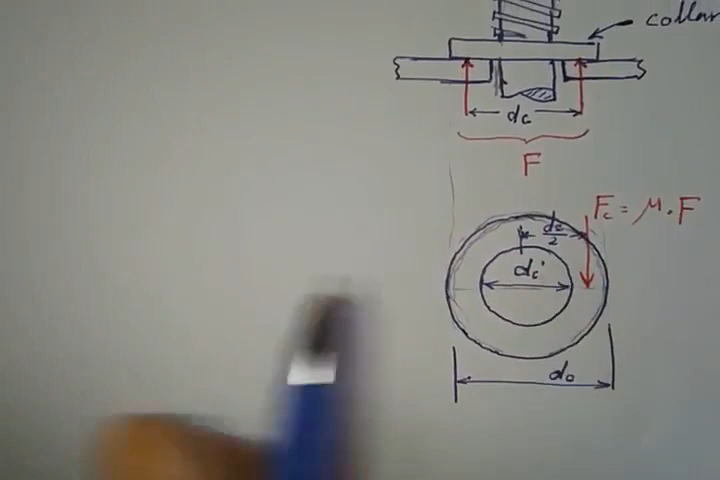 collar
dc
F
Fc = μ.F
dc/2
di
do